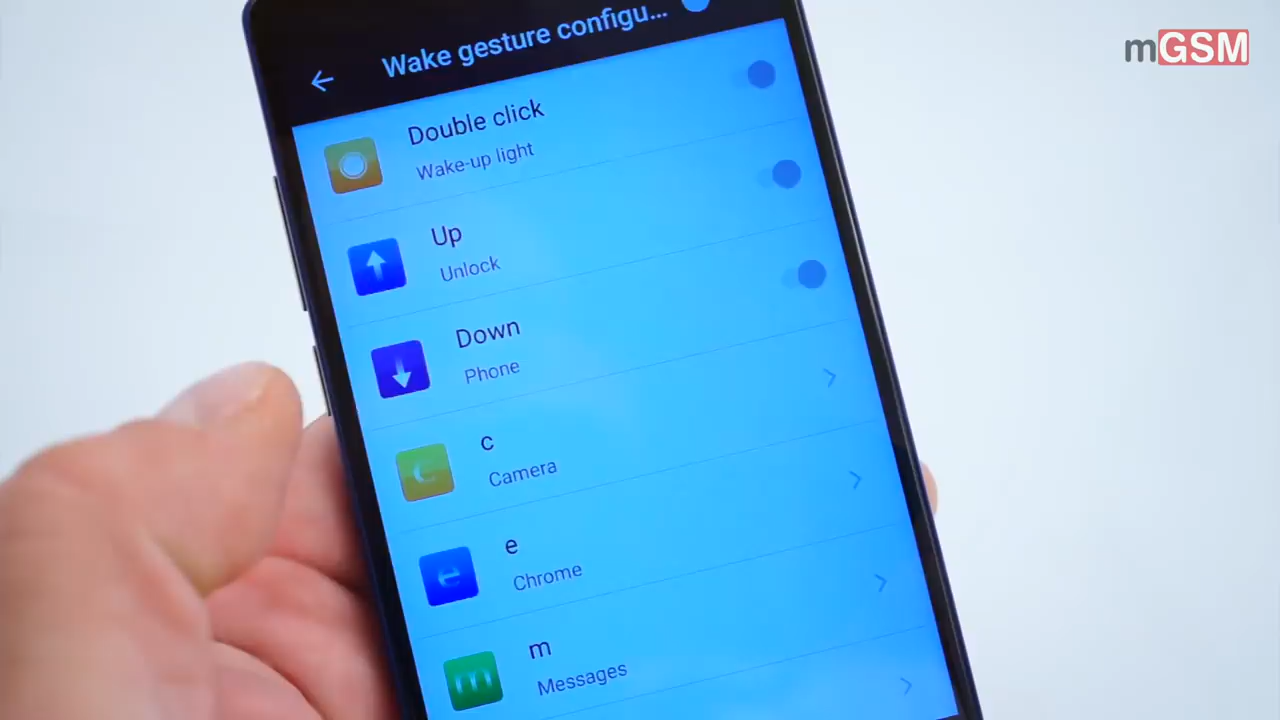 mGSM
Wake gesture configu...
Double click
Wake-up light
Up
Unlock
Down
Phone
c
Camera
e
Chrome
m
Messages